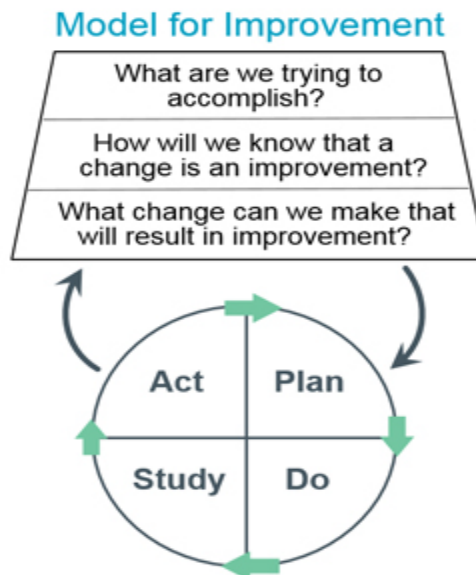 Model for Improvement
What are we trying to
accomplish?
How will we know that a
change is an improvement?
What change can we make that
will result in improvement?
Act
Plan
Study
Do